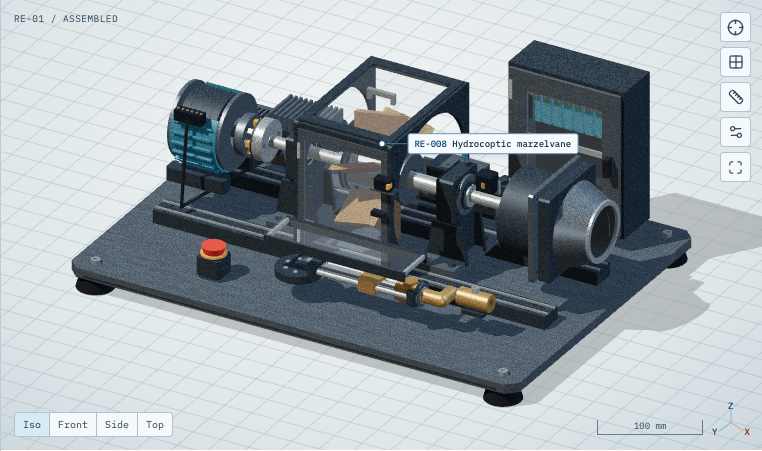 RE-01 / ASSEMBLED
RE-008 Hydrocoptic marzelvane
Iso
Front
Side
Top
100 mm
Z
Y
X